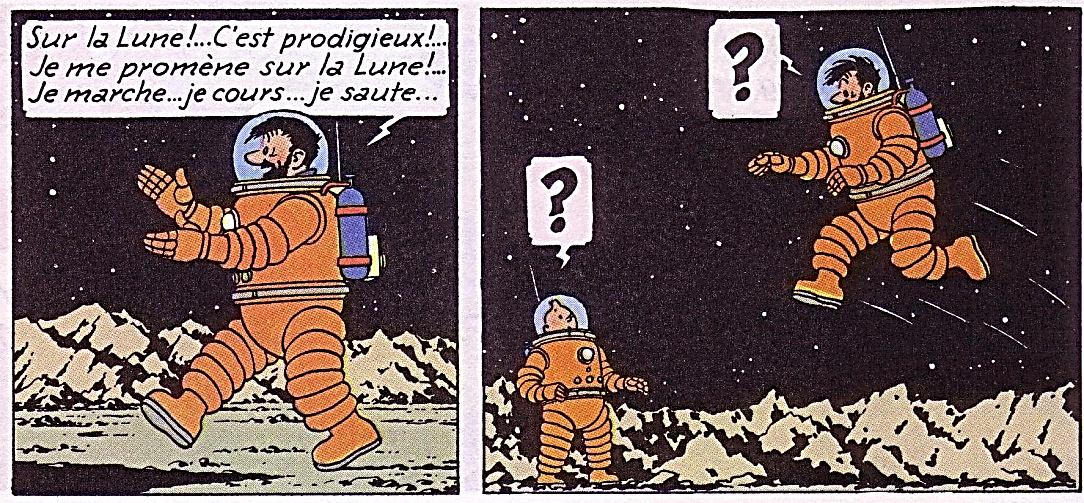 Sur la Lune!...C'est prodigieux!...
Je me promène sur la Lune!...
Je marche...je cours...je saute...
?
?